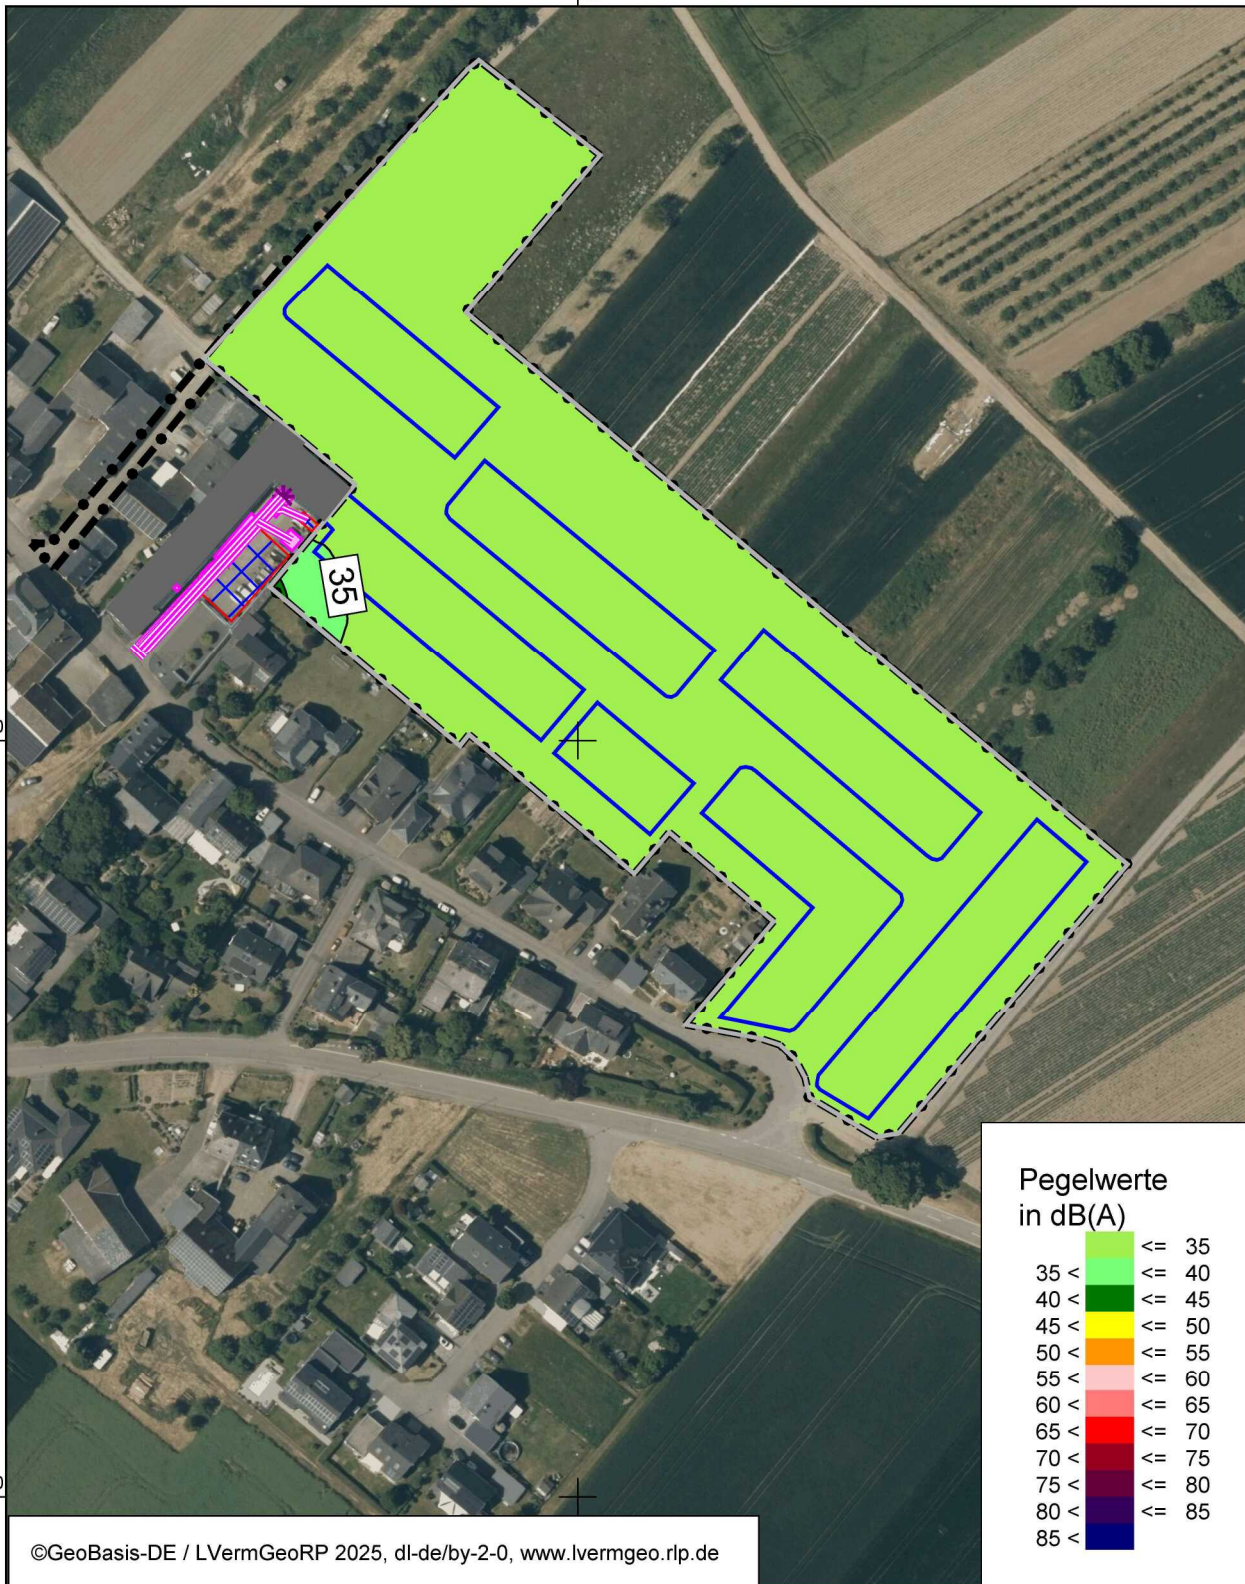 35
Pegelwerte
in dB(A)
<= 35
35 < <= 40
40 < <= 45
45 < <= 50
50 < <= 55
55 < <= 60
60 < <= 65
65 < <= 70
70 < <= 75
75 < <= 80
80 < <= 85
85 <
©GeoBasis-DE / LVermGeoRP 2025, dl-de/by-2-0, www.lvermgeo.rlp.de